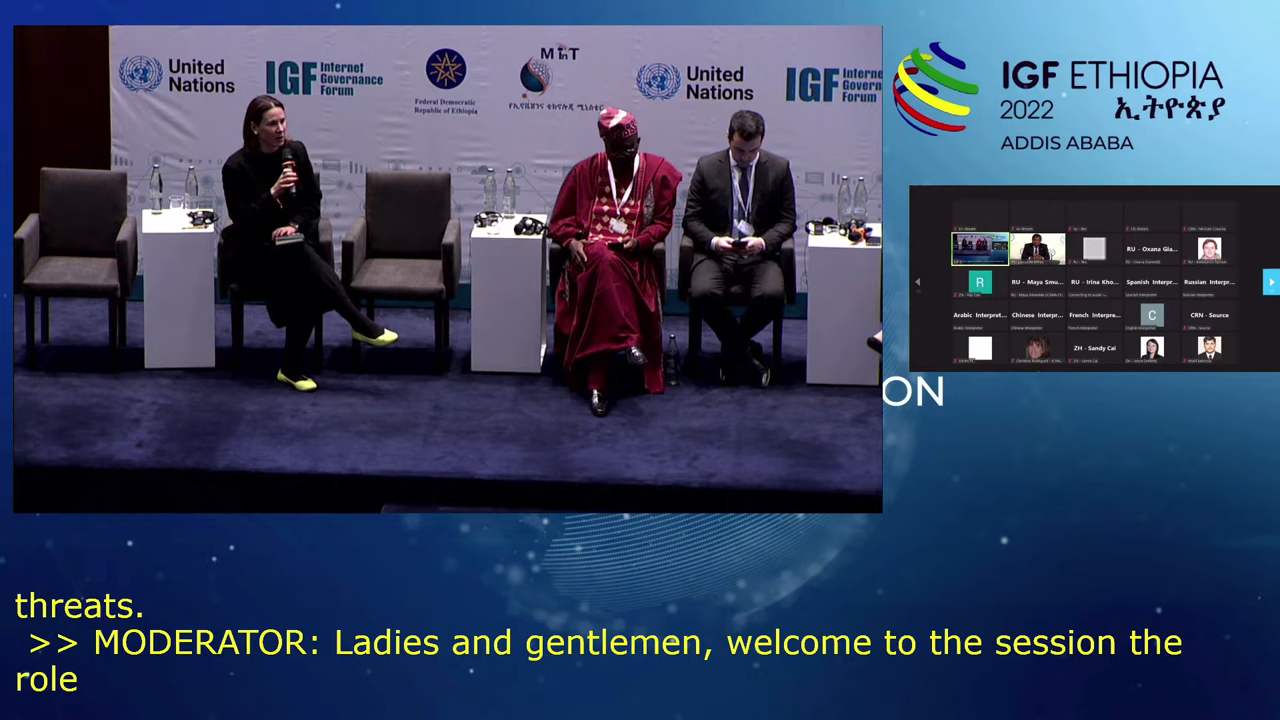 United
Nations
IGF Internet
Governance
Forum
Federal Democratic
Republic of Ethiopia
United
Nations
IGF
IGF ETHIOPIA
2022 ኢትዮጵያ
ADDIS ABABA
RU - Oxana Gia...
R
RU - Maya Smu...
RU - Irina Kho...
Spanish Interpr...
Russian Interpr...
Arabic Interpret...
Chinese Interpr...
French Interpre...
C
CRN - Source
ZH - Sandy Cai
ON
threats.
>> MODERATOR: Ladies and gentlemen, welcome to the session the
role